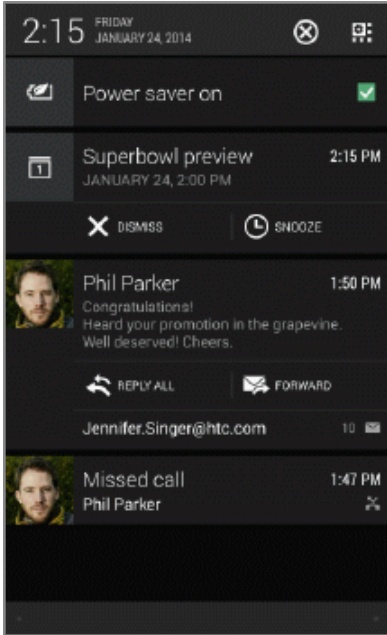 2:15
FRIDAY
JANUARY 24, 2014
Power saver on
1
Superbowl preview 2:15 PM
JANUARY 24, 2:00 PM
DISMISS SNOOZE
Phil Parker 1:50 PM
Congratulations!
Heard your promotion in the grapevine.
Well deserved! Cheers.
REPLY ALL FORWARD
Jennifer.Singer@htc.com 10
Missed call 1:47 PM
Phil Parker